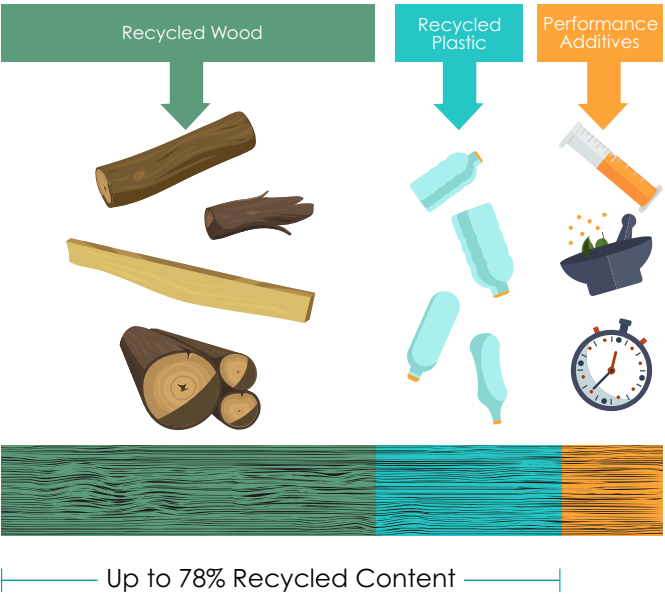 Recycled Wood
Recycled
Plastic
Performance
Additives
Up to 78% Recycled Content